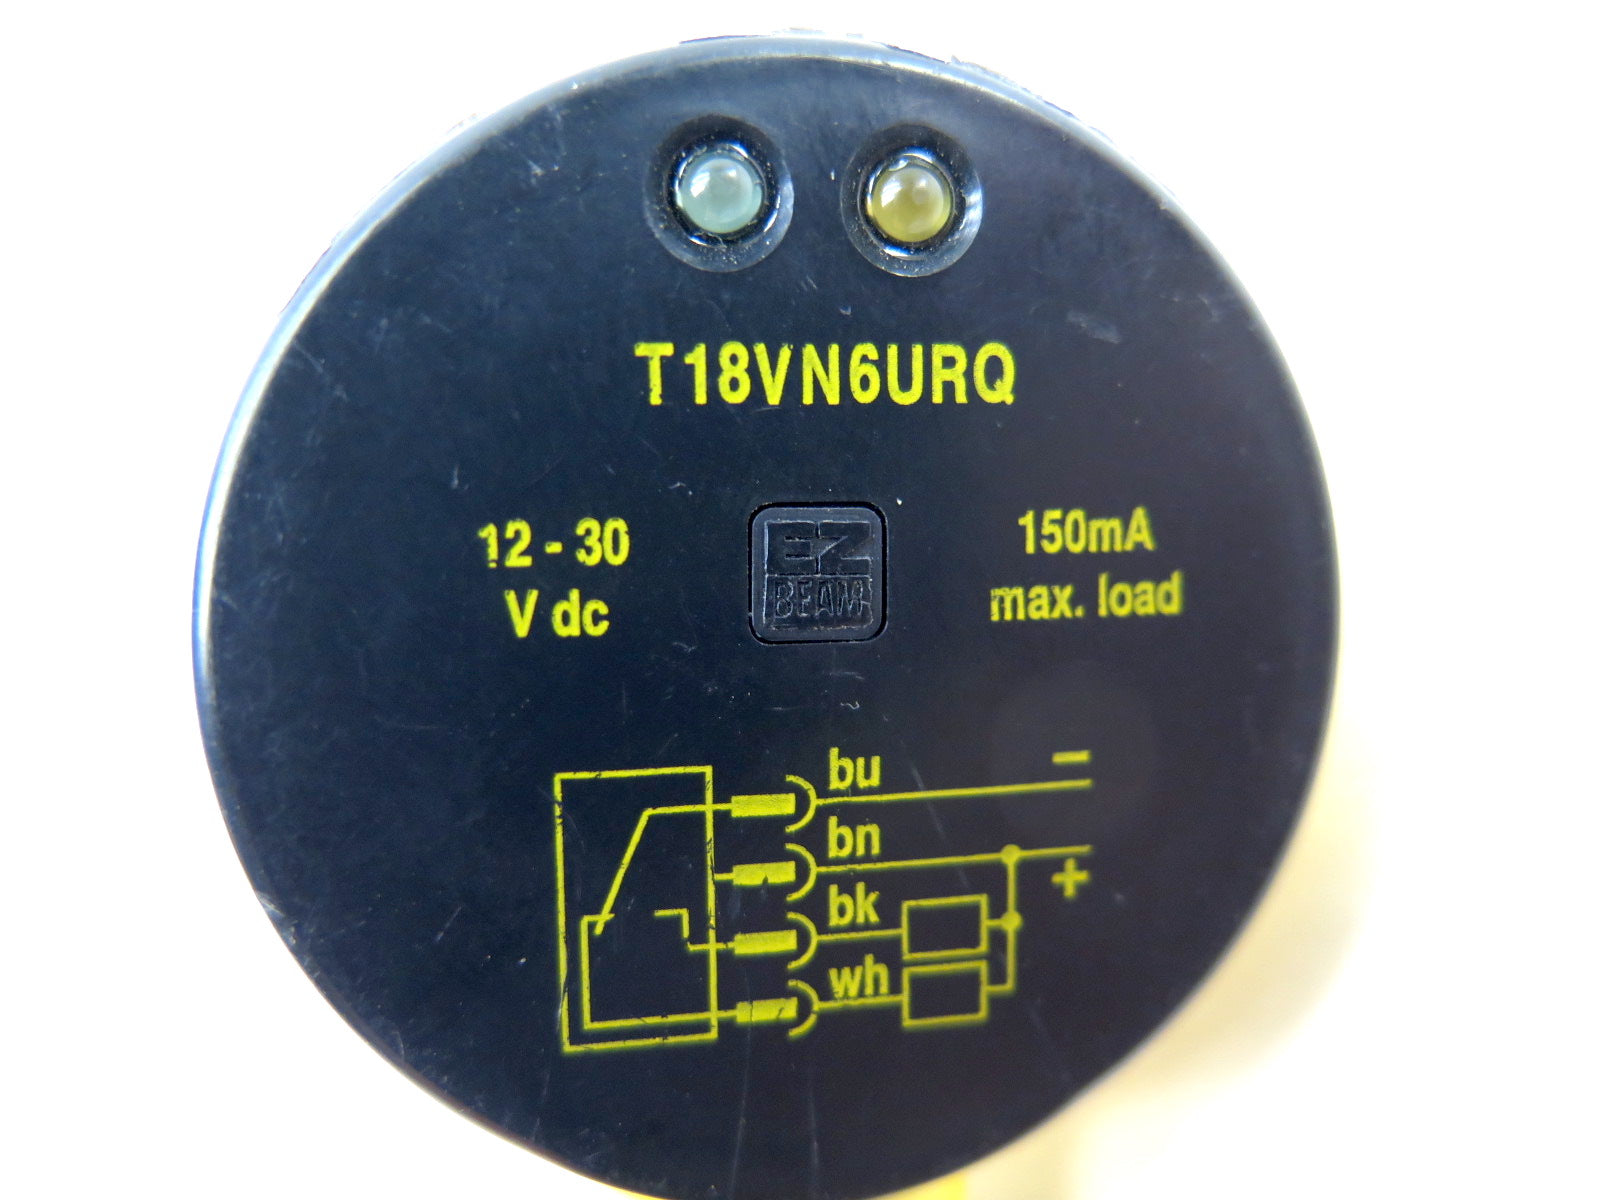 T18VN6URQ
12 - 30
V dc
EZ
BEAM
150mA
max. load
bu
−
bn
+
bk
wh